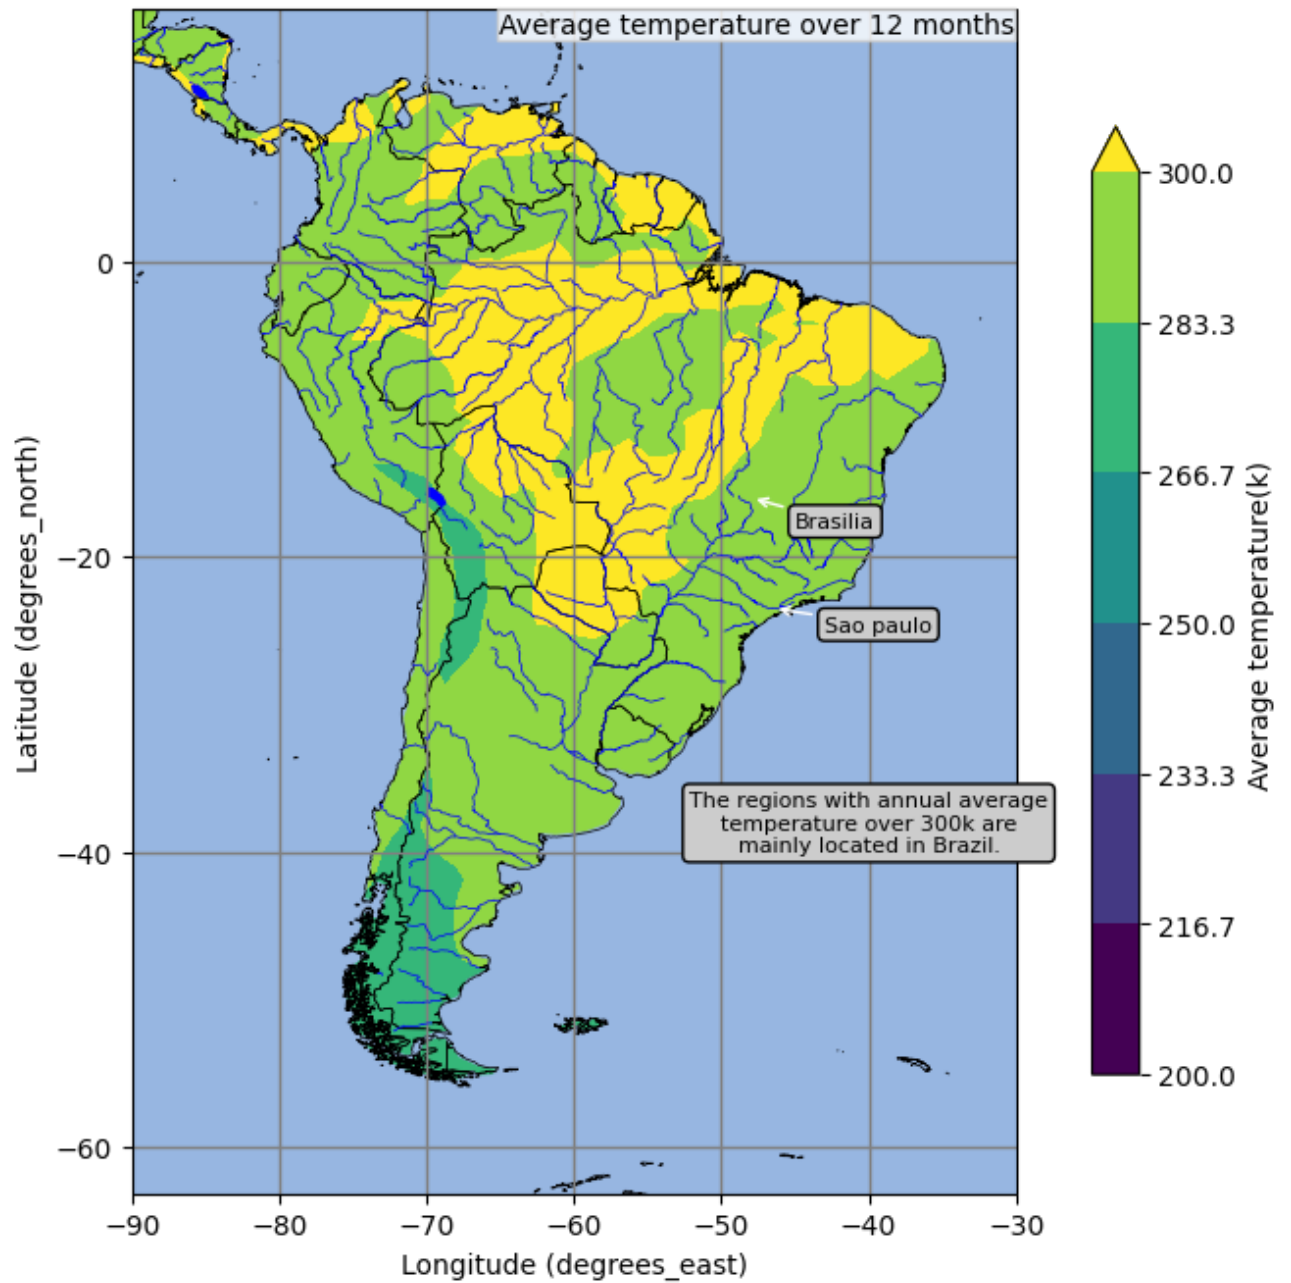 Average temperature over 12 months
300.0
0
283.3
266.7
Brasilia
−20
Sao paulo
250.0
Latitude (degrees_north)
Average temperature(k)
233.3
The regions with annual average
temperature over 300k are
mainly located in Brazil.
−40
216.7
200.0
−60
−90 −80 −70 −60 −50 −40 −30
Longitude (degrees_east)